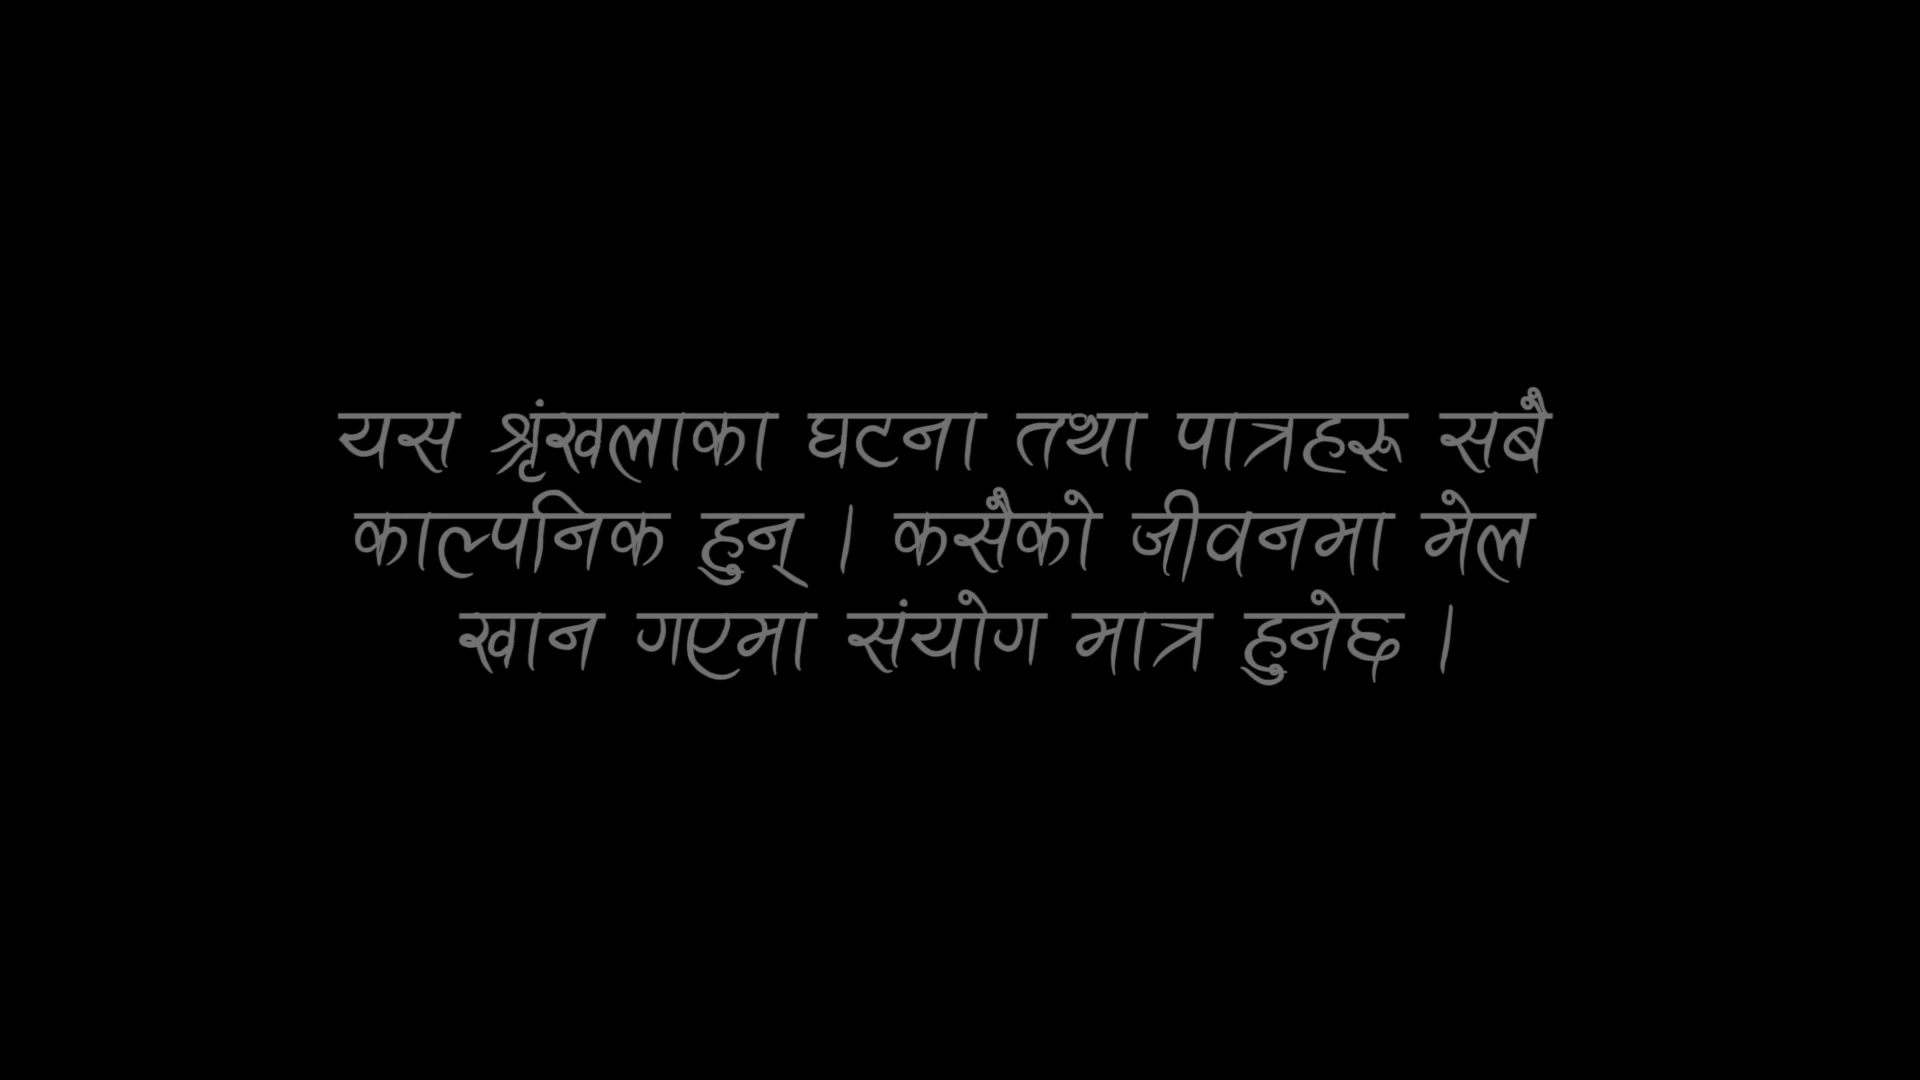 यस श्रृंखलाका घटना तथा पात्रहरू सबै
काल्पनिक हुन् । कसैको जीवनमा मेल
खान गएमा संयोग मात्र हुनेछ ।